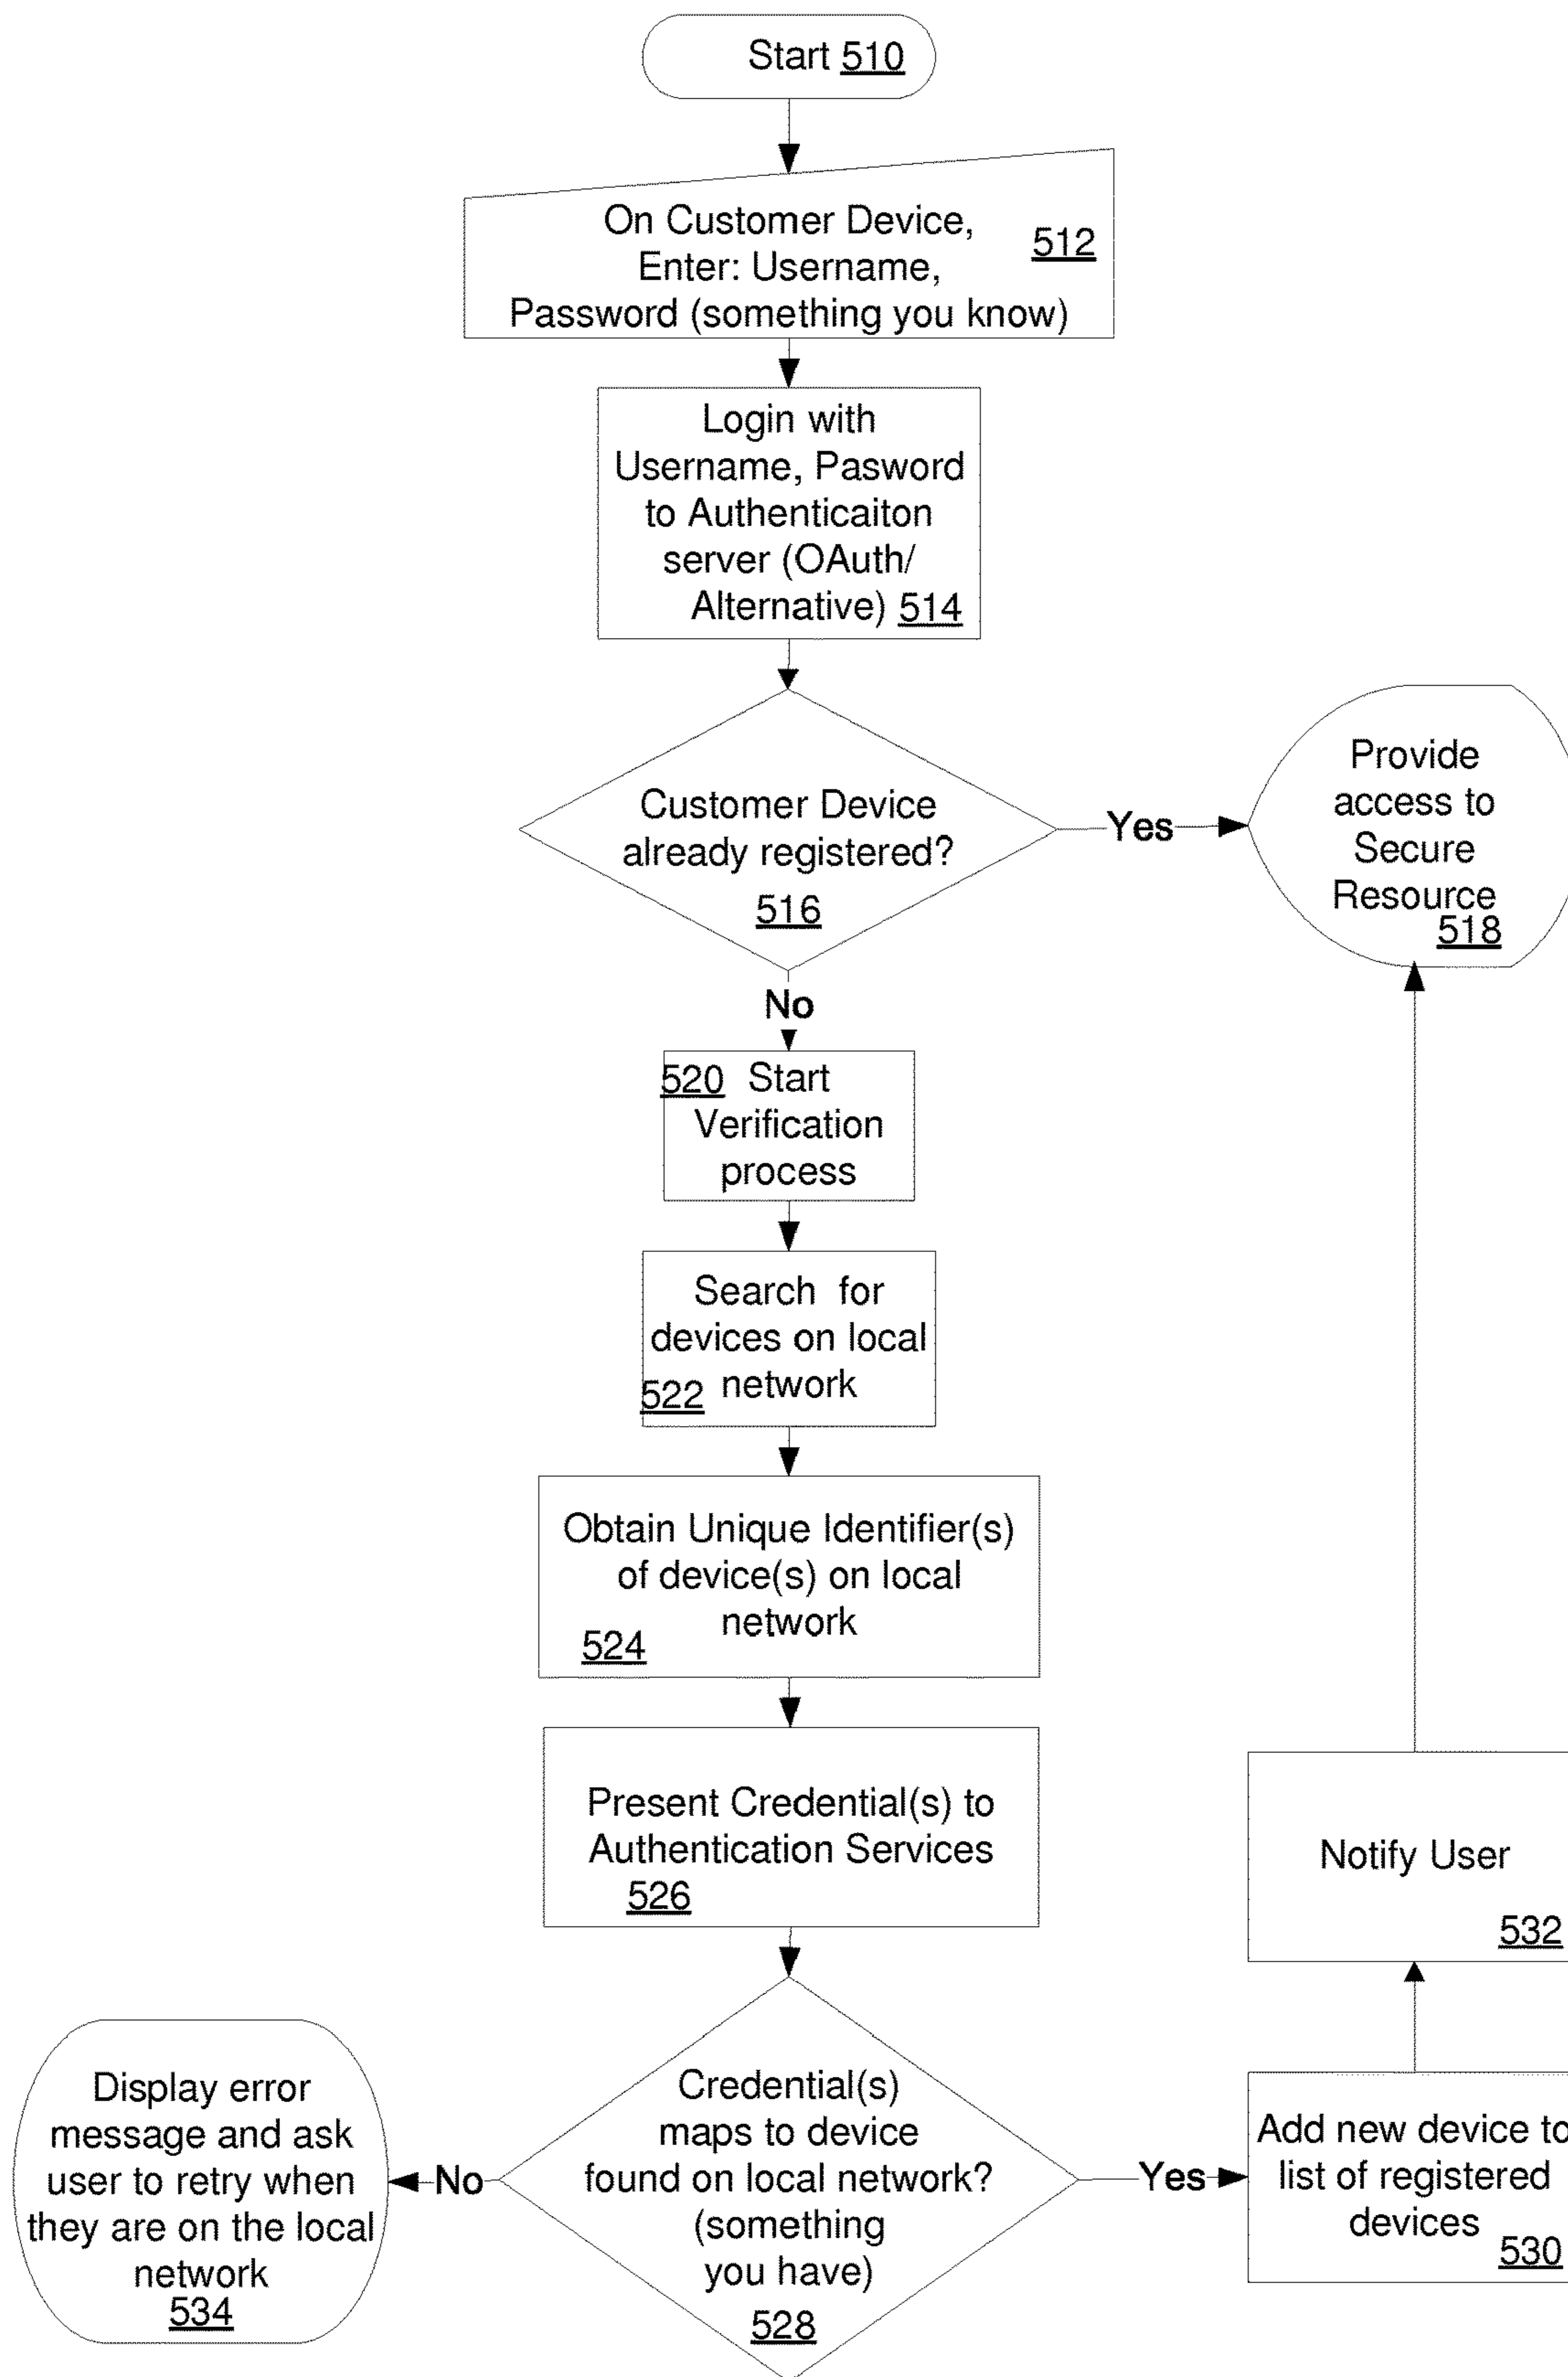 Start 510
On Customer Device,
Enter: Username,
Password (something you know)
512
Login with
Username, Pasword
to Authenticaiton
server (OAuth/
Alternative) 514
Customer Device
already registered?
516
Yes
Provide
access to
Secure
Resource
518
No
520 Start
Verification
process
Search for
devices on local
network
522
Obtain Unique Identifier(s)
of device(s) on local
network
524
Present Credential(s) to
Authentication Services
526
Notify User
532
Credential(s)
maps to device
found on local network?
(something
you have)
528
No
Display error
message and ask
user to retry when
they are on the local
network
534
Yes
Add new device to
list of registered
devices
530